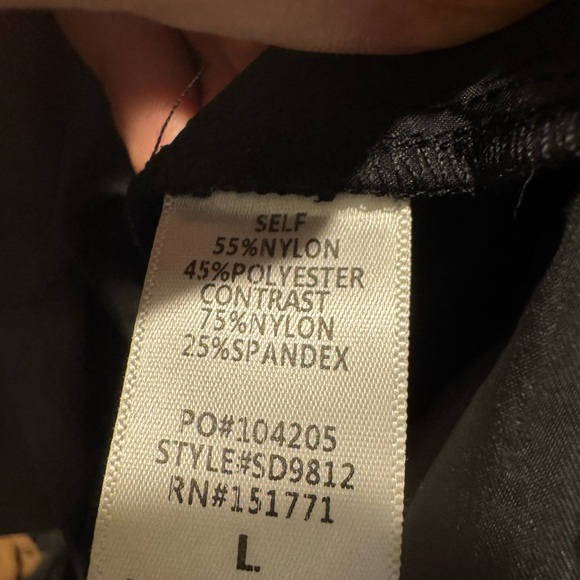 SELF
55%NYLON
45%POLYESTER
CONTRAST
75%NYLON
25%SPANDEX
PO#104205
STYLE#SD9812
RN#151771
L